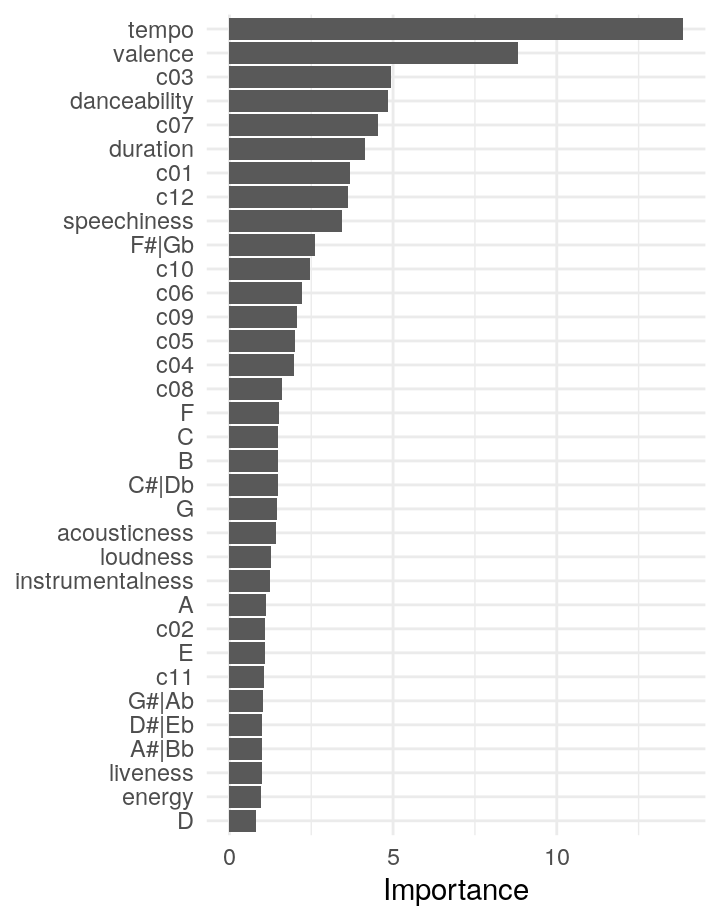 tempo
valence
c03
danceability
c07
duration
c01
c12
speechiness
F#|Gb
c10
c06
c09
c05
c04
c08
F
C
B
C#|Db
G
acousticness
loudness
instrumentalness
A
c02
E
c11
G#|Ab
D#|Eb
A#|Bb
liveness
energy
D
0 5 10
Importance